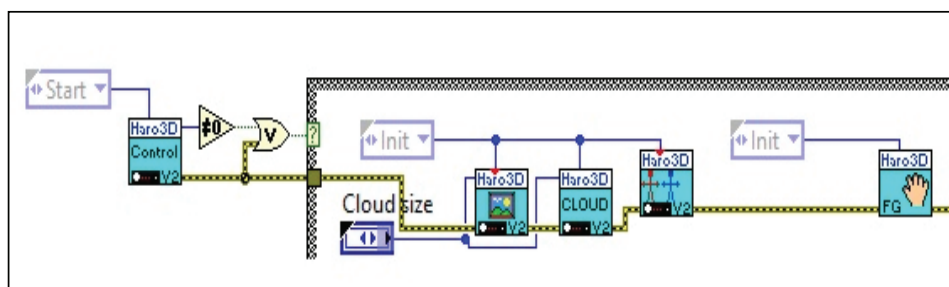 Start
Haro3D
Control
V2
≠0
V
?
Init
Cloud size
Haro3D
V2
Haro3D
CLOUD
V2
Haro3D
V2
Init
Haro3D
FG